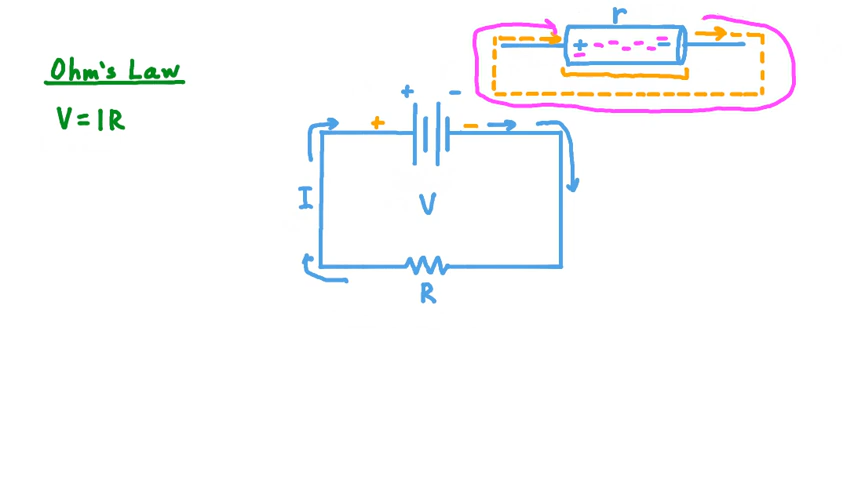 r
+ -
-
Ohm's Law
V = IR
+ -
+ -
I
V
R